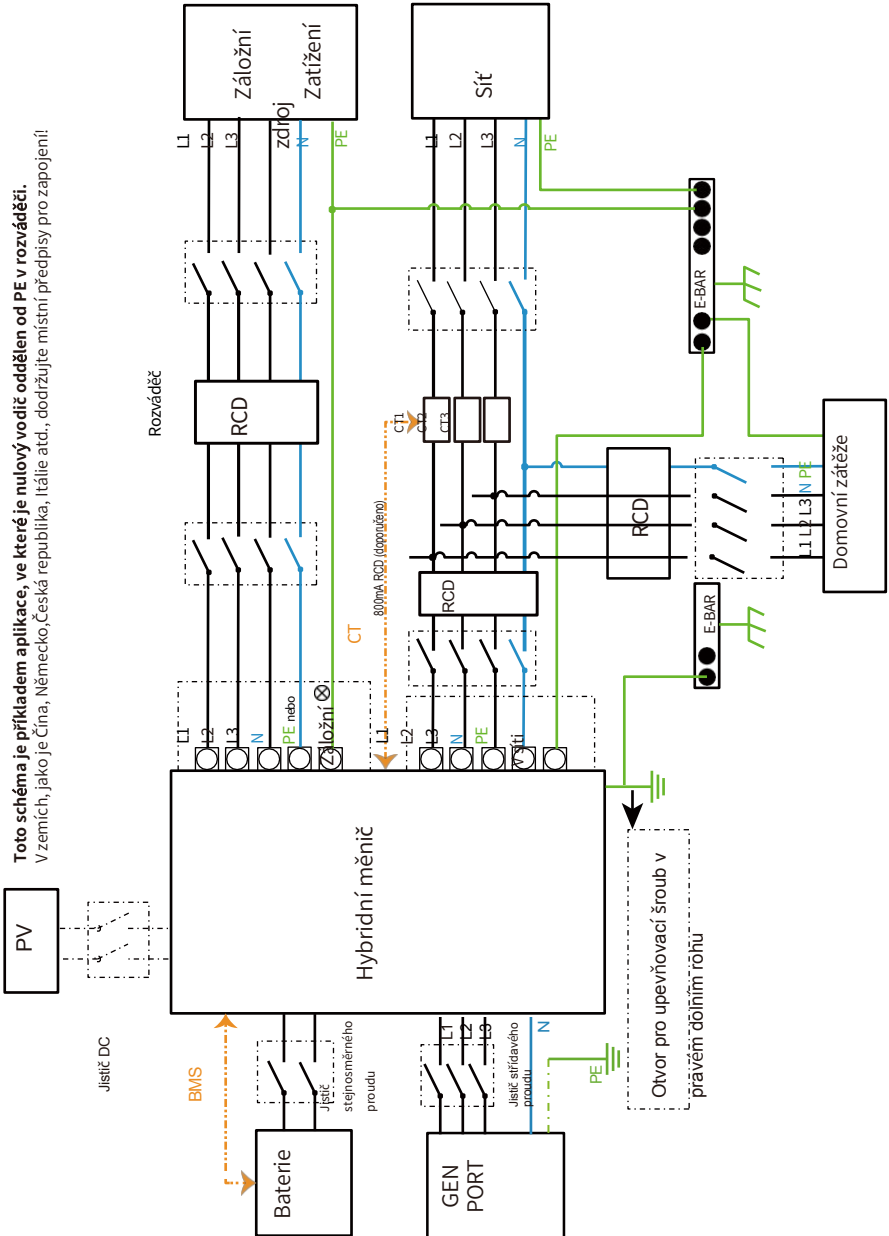 Toto schéma je příkladem aplikace, ve které je nulový vodič oddělen od PE v rozváděči.
V zemích, jako je Čína, Německo,Česká republika, Itálie atd., dodržujte místní předpisy pro zapojení!
Záložní
zdroj
Zatížení
L1
L2
L3
N
PE
Síť
L1
L2
L3
N
PE
Rozváděč
RCD
CT1
CT2
CT3
E-BAR
800mA RCD (doporučeno)
CT
RCD
RCD
L1 L2 L3 N PE
Domovní zátěže
E-BAR
L1
L2
L3
N
PE
nebo
Záložní
L1
L2
L3
N
PE
V síti
PV
Jistič DC
Hybridní měnič
BMS
Jistič
stejnosměrného
proudu
Baterie
L1
L2
L3
N
Jistič střídavého
proudu
PE
GEN
PORT
Otvor pro upevňovací šroub v
pravém dolním rohu